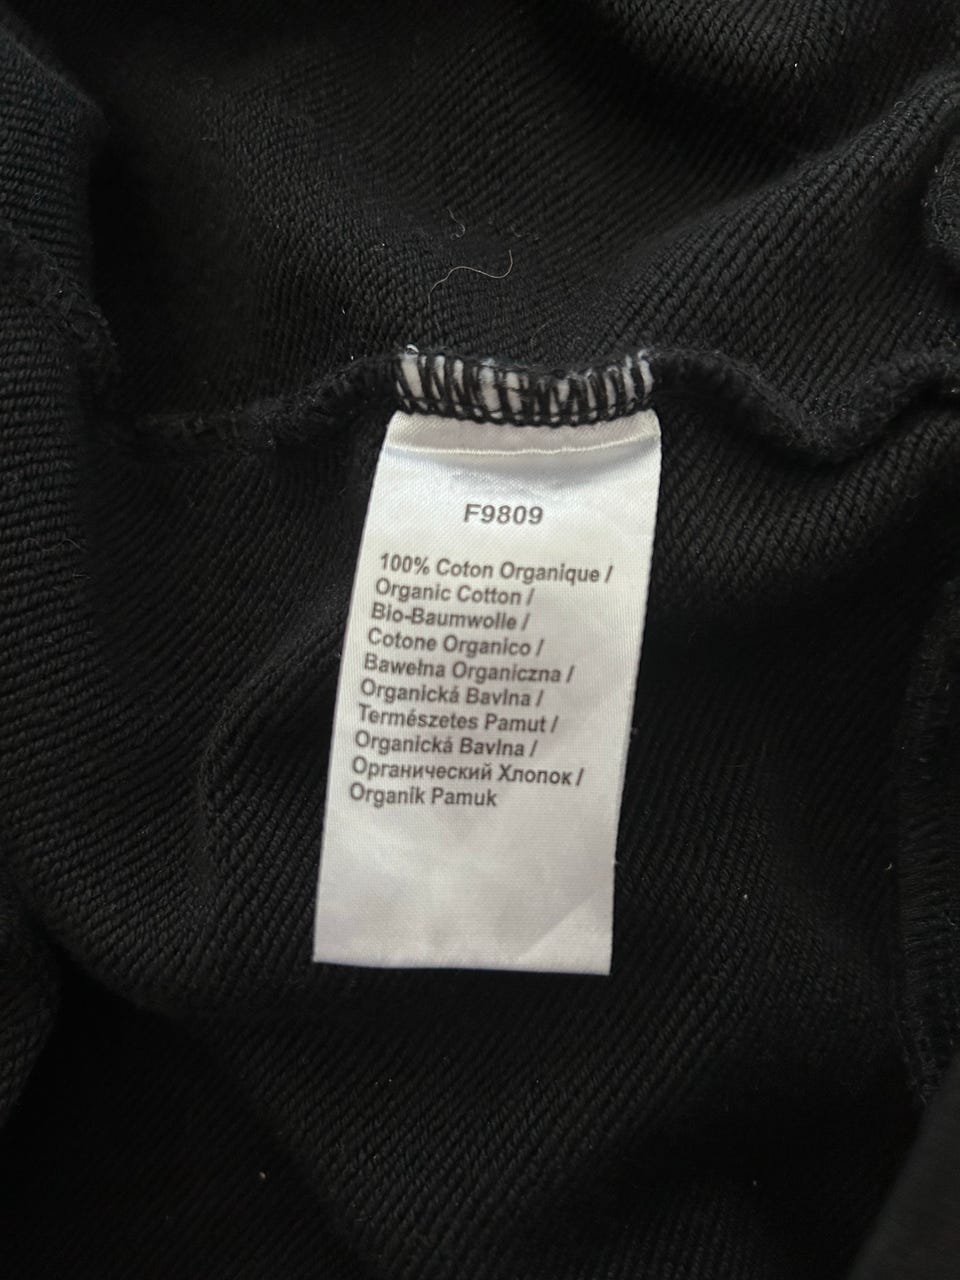 F9809
100% Coton Organique /
Organic Cotton /
Bio-Baumwolle /
Cotone Organico /
Bawełna Organiczna /
Organická Bavlna /
Természetes Pamut /
Organická Bavlna /
Органический Хлопок /
Organik Pamuk